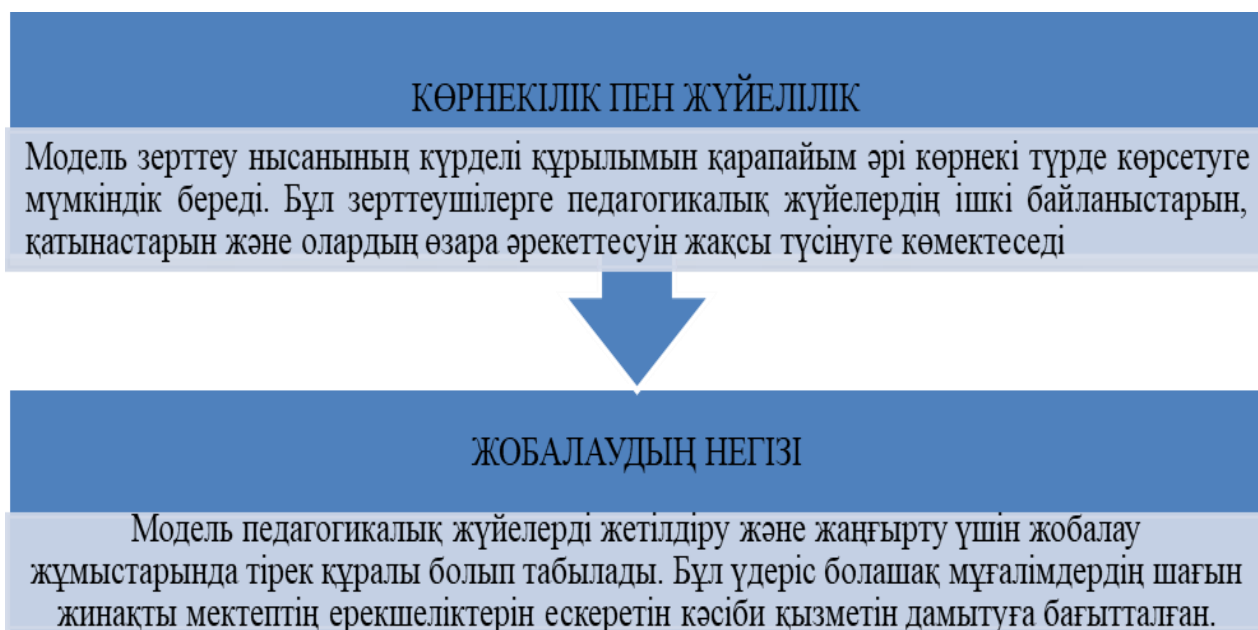 КӨРНЕКІЛІК ПЕН ЖҮЙЕЛІЛІК
Модель зерттеу нысанының күрделі құрылымын қарапайым әрі көрнекі түрде көрсетуге
мүмкіндік береді. Бұл зерттеушілерге педагогикалық жүйелердің ішкі байланыстарын,
қатынастарын және олардың өзара әрекеттесуін жақсы түсінуге көмектеседі
ЖОБАЛАУДЫҢ НЕГІЗІ
Модель педагогикалық жүйелерді жетілдіру және жаңғырту үшін жобалау
жұмыстарында тірек құралы болып табылады. Бұл үдеріс болашақ мұғалімдердің шағын
жинақты мектептің ерекшеліктерін ескеретін кәсіби қызметін дамытуға бағытталған.